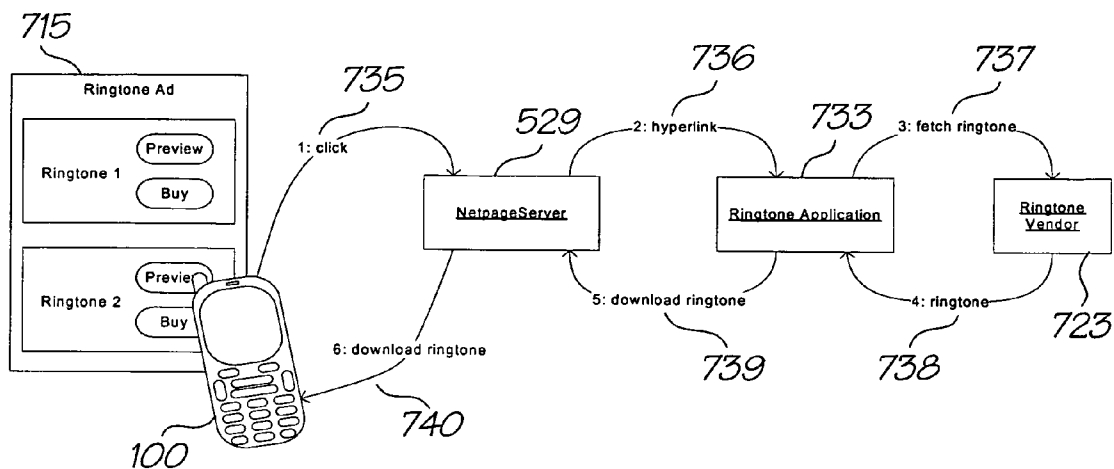 715
Ringtone Ad
Ringtone 1
Preview
Buy
Ringtone 2
Preview
Buy
100
735
1: click
529
NetpageServer
736
2: hyperlink
733
Ringtone Application
737
3: fetch ringtone
Ringtone
Vendor
723
4: ringtone
738
5: download ringtone
739
6: download ringtone
740